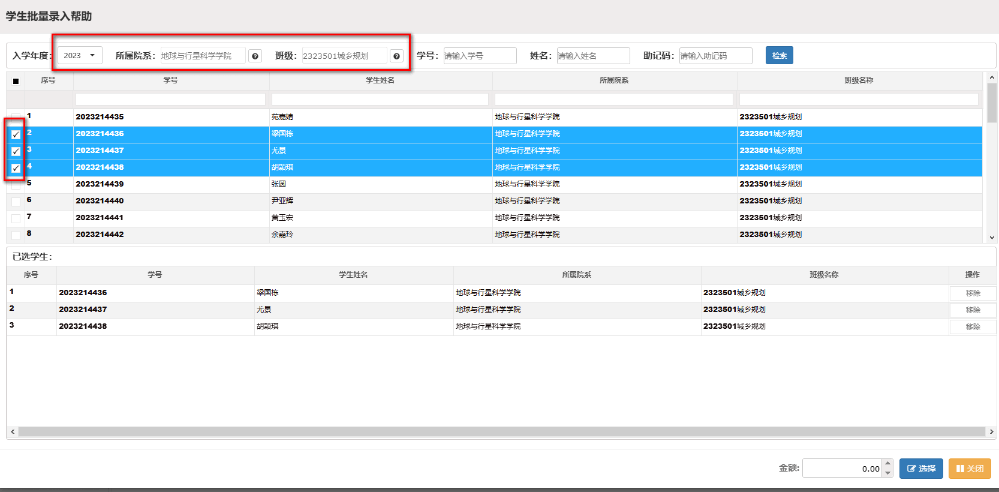 学生批量录入帮助
入学年度: 2023 所属院系: 地球与行星科学学院 班级: 2323501城乡规划 学号: 请输入学号 姓名: 请输入姓名 助记码: 请输入助记码 检索
序号 学号 学生姓名 所属院系 班级名称
1 2023214435 苑嘉婧 地球与行星科学学院 2323501城乡规划
2 2023214436 梁国栋 地球与行星科学学院 2323501城乡规划
3 2023214437 尤景 地球与行星科学学院 2323501城乡规划
4 2023214438 胡颖琪 地球与行星科学学院 2323501城乡规划
5 2023214439 张圆 地球与行星科学学院 2323501城乡规划
6 2023214440 尹亚辉 地球与行星科学学院 2323501城乡规划
7 2023214441 黄玉宏 地球与行星科学学院 2323501城乡规划
8 2023214442 余嘉玲 地球与行星科学学院 2323501城乡规划
已选学生:
序号 学号 学生姓名 所属院系 班级名称 操作
1 2023214436 梁国栋 地球与行星科学学院 2323501城乡规划 移除
2 2023214437 尤景 地球与行星科学学院 2323501城乡规划 移除
3 2023214438 胡颖琪 地球与行星科学学院 2323501城乡规划 移除
金额: 0.00 选择 关闭